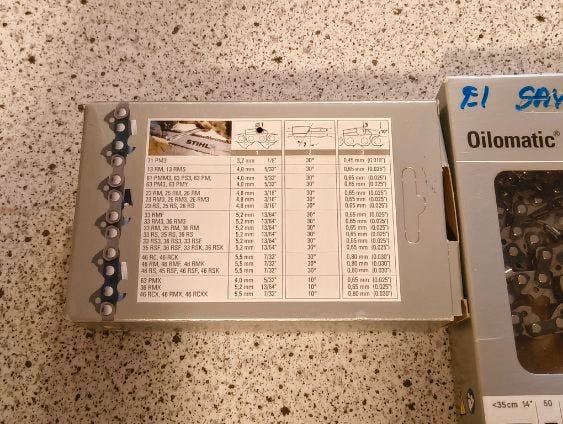 STIHL
71 PM3 3,2 mm 1/8" 30° 0,45 mm (0.018")
13 RM, 13 RMS 4,0 mm 5/32" 30° 0,65 mm (0.025")
61 PMM3, 63 PS3, 63 PM, 4,0 mm 5/32" 30° 0,65 mm (0.025")
63 PM3, 63 PMY 4,0 mm 5/32" 30° 0,65 mm (0.025")
23 RM, 25 RM, 26 RM 4,8 mm 3/16" 30° 0,65 mm (0.025")
23 RM3, 25 RM3, 26 RM3 4,8 mm 3/16" 30° 0,65 mm (0.025")
23 RS, 25 RS, 26 RS 4,8 mm 3/16" 30° 0,65 mm (0.025")
33 RMF 5,2 mm 13/64" 30° 0,65 mm (0.025")
33 RM3, 36 RM3 5,2 mm 13/64" 30° 0,65 mm (0.025")
33 RM, 35 RM, 36 RM 5,2 mm 13/64" 30° 0,65 mm (0.025")
33 RS, 35 RS, 36 RS 5,2 mm 13/64" 30° 0,65 mm (0.025")
33 RS3, 36 RS3, 33 RSF 5,2 mm 13/64" 30° 0,65 mm (0.025")
35 RSF, 36 RSF, 33 RSK, 36 RSK 5,2 mm 13/64" 30° 0,65 mm (0.025")
46 RC, 6 RCK 5,5 mm 7/32" 30° 0,80 mm (0.030")
46 RM, 46 RMF, 46 RMK 5,5 mm 7/32" 30° 0,80 mm (0.030")
46 RS, 45 RSF, 46 RSF, 46 RSK 5,5 mm 7/32" 30° 0,80 mm (0.030")
63 PMX 4,0 mm 5/32" 10° 0,65 mm (0.025")
36 RMX 5,2 mm 13/64" 10° 0,65 mm (0.025")
46 RCX, 46 RMX, 46 RCXK 5,5 mm 7/32" 10° 0,80 mm (0.030")
El SAW
Oilomatic®
<35cm 14" 50